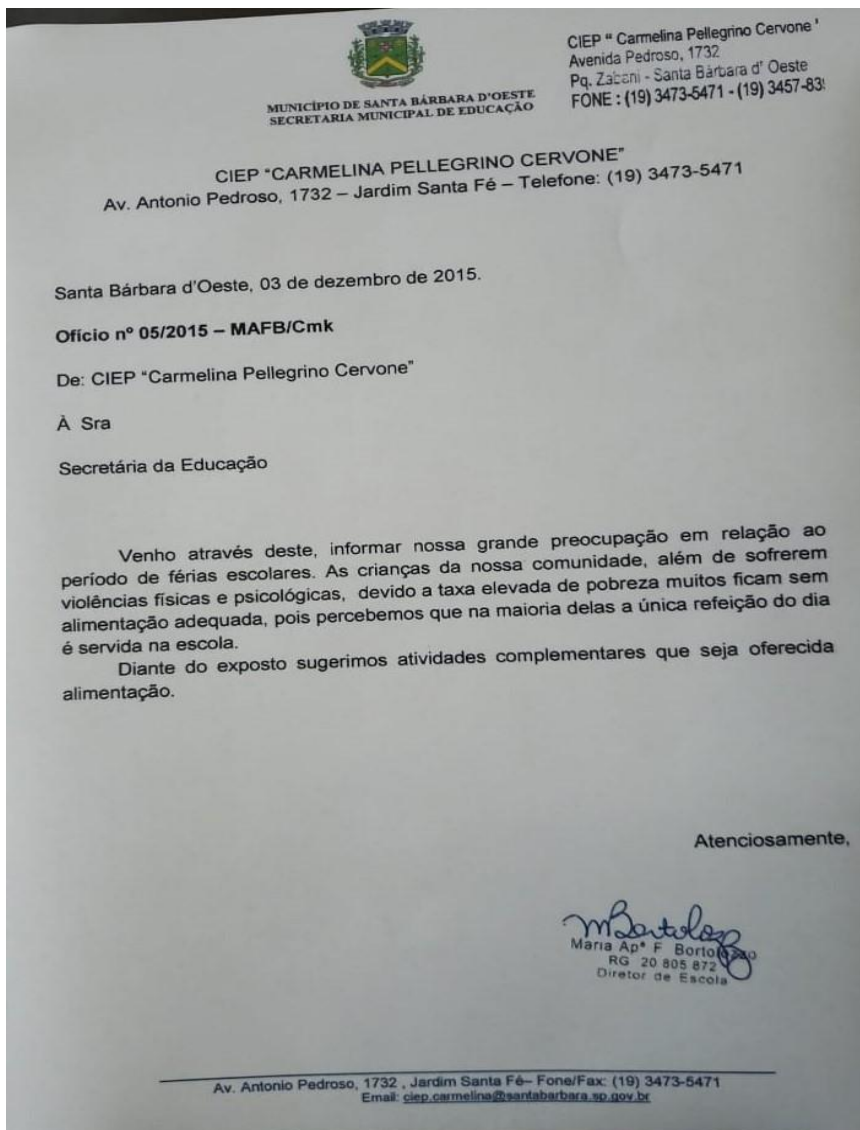 CIEP " Carmelina Pellegrino Cervone '
Avenida Pedroso, 1732
Pq. Zabani - Santa Bárbara d' Oeste
FONE : (19) 3473-5471 - (19) 3457-839
MUNICÍPIO DE SANTA BÁRBARA D'OESTE
SECRETARIA MUNICIPAL DE EDUCAÇÃO
CIEP "CARMELINA PELLEGRINO CERVONE"
Av. Antonio Pedroso, 1732 – Jardim Santa Fé – Telefone: (19) 3473-5471
Santa Bárbara d'Oeste, 03 de dezembro de 2015.
Ofício nº 05/2015 – MAFB/Cmk
De: CIEP "Carmelina Pellegrino Cervone"
À Sra
Secretária da Educação
Venho através deste, informar nossa grande preocupação em relação ao
período de férias escolares. As crianças da nossa comunidade, além de sofrerem
violências físicas e psicológicas, devido a taxa elevada de pobreza muitos ficam sem
alimentação adequada, pois percebemos que na maioria delas a única refeição do dia
é servida na escola.
Diante do exposto sugerimos atividades complementares que seja oferecida
alimentação.
Atenciosamente,
Maria Apª F Bortolozzo
RG 20 805 872
Diretor de Escola
Av. Antonio Pedroso, 1732 , Jardim Santa Fé– Fone/Fax: (19) 3473-5471
Email: ciep.carmelina@santabarbara.sp.gov.br